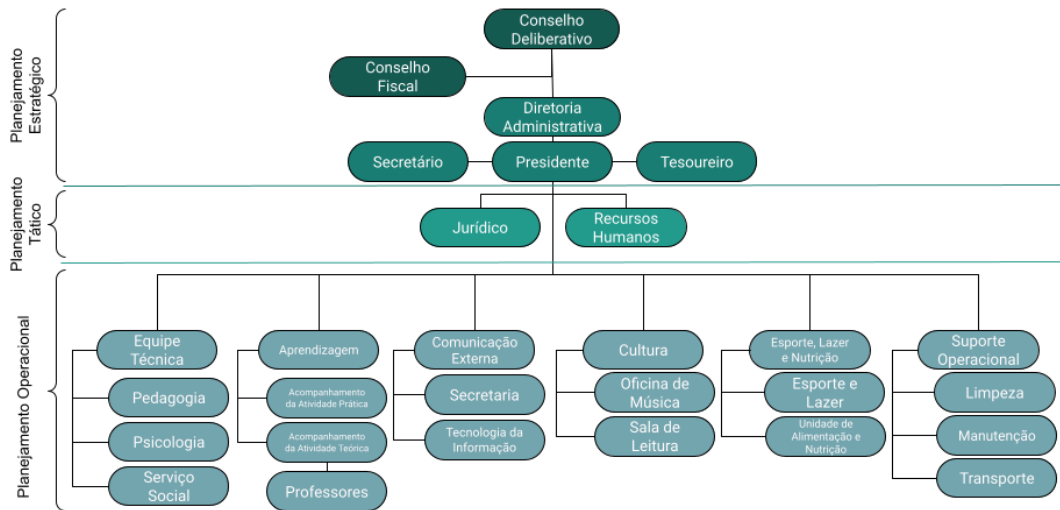 Planejamento
Estratégico
Conselho
Deliberativo
Conselho
Fiscal
Diretoria
Administrativa
Secretário
Presidente
Tesoureiro
Planejamento
Tático
Jurídico
Recursos
Humanos
Planejamento Operacional
Equipe
Técnica
Pedagogia
Psicologia
Serviço
Social
Aprendizagem
Acompanhamento
da Atividade Prática
Acompanhamento
da Atividade Teórica
Professores
Comunicação
Externa
Secretaria
Tecnologia da
Informação
Cultura
Oficina de
Música
Sala de
Leitura
Esporte, Lazer
e Nutrição
Esporte e
Lazer
Unidade de
Alimentação e
Nutrição
Suporte
Operacional
Limpeza
Manutenção
Transporte